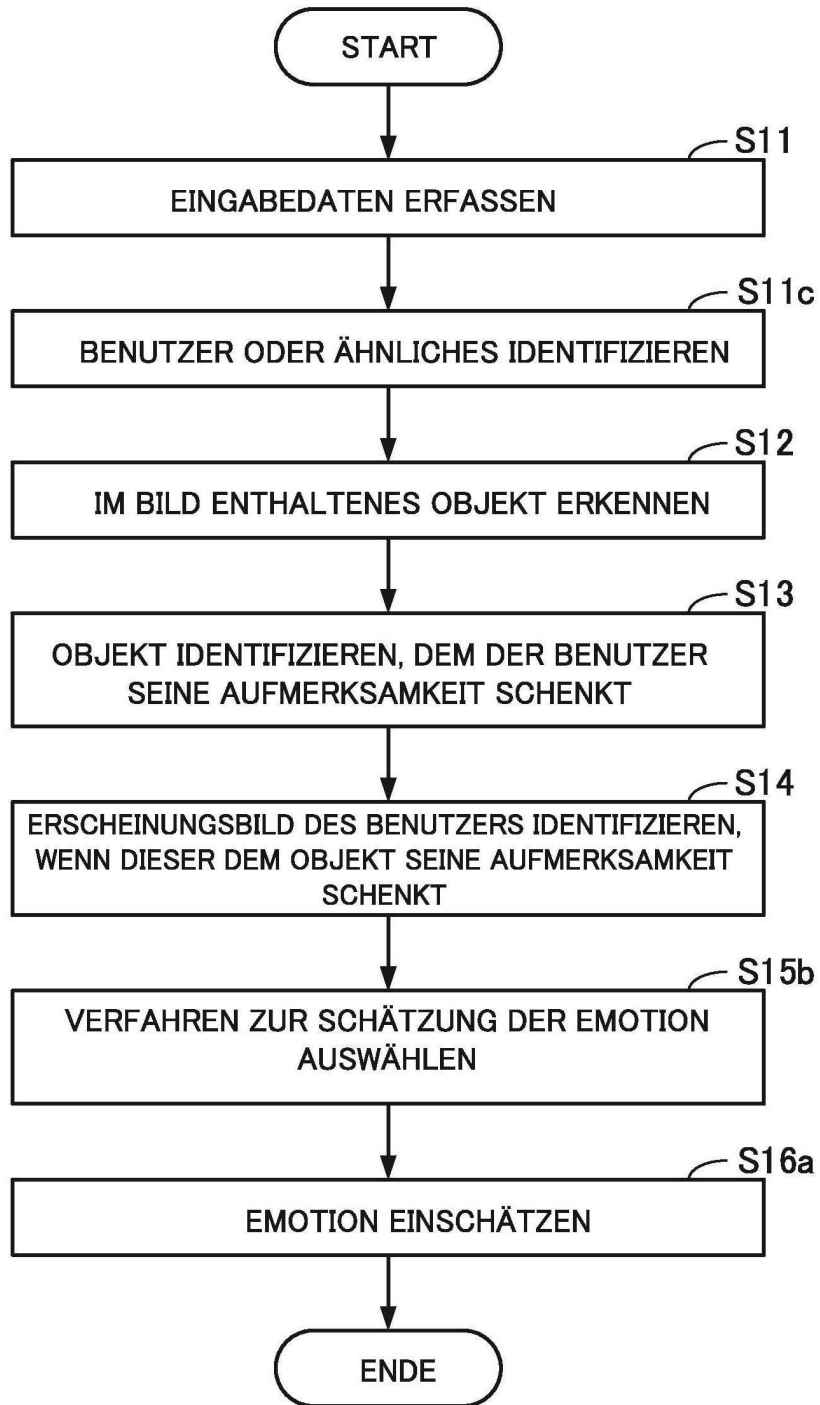 START
S11
EINGABEDATEN ERFASSEN
S11c
BENUTZER ODER ÄHNLICHES IDENTIFIZIEREN
S12
IM BILD ENTHALTENES OBJEKT ERKENNEN
S13
OBJEKT IDENTIFIZIEREN, DEM DER BENUTZER
SEINE AUFMERKSAMKEIT SCHENKT
S14
ERSCHEINUNGSBILD DES BENUTZERS IDENTIFIZIEREN,
WENN DIESER DEM OBJEKT SEINE AUFMERKSAMKEIT
SCHENKT
S15b
VERFAHREN ZUR SCHÄTZUNG DER EMOTION
AUSWÄHLEN
S16a
EMOTION EINSCHÄTZEN
ENDE